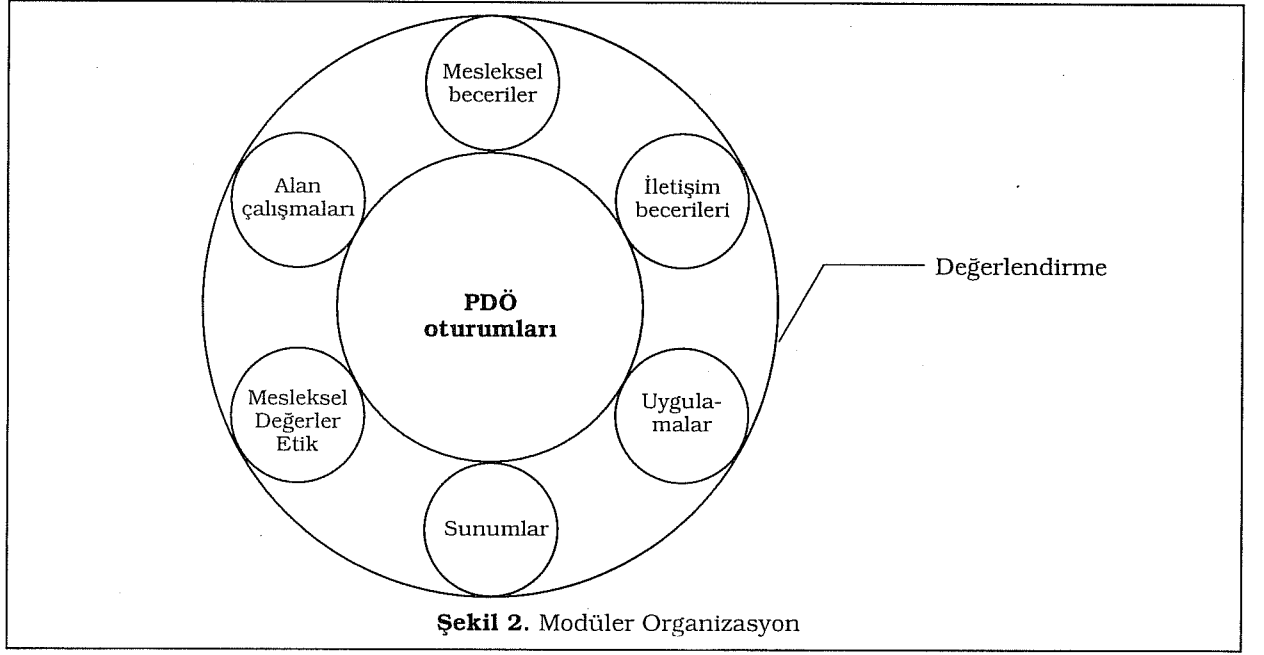 Mesleksel
beceriler
Alan
çalışmaları
İletişim
becerileri
PDÖ
oturumları
Değerlendirme
Mesleksel
Değerler
Etik
Uygula-
malar
Sunumlar
Şekil 2. Modüler Organizasyon